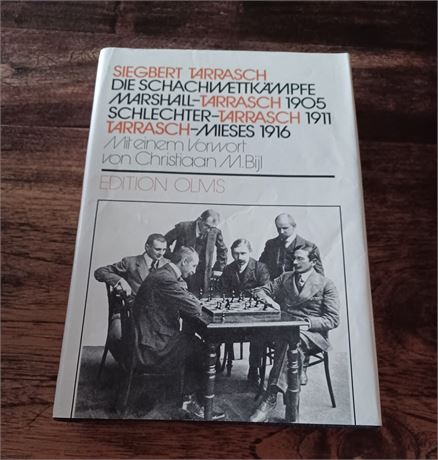 SIEGBERT TARRASCH
DIE SCHACHWETTKÄMPFE
MARSHALL-TARRASCH 1905
SCHLECHTER-TARRASCH 1911
TARRASCH-MIESES 1916
Mit einem Vorwort
von Christiaan M. Bijl
EDITION OLMS